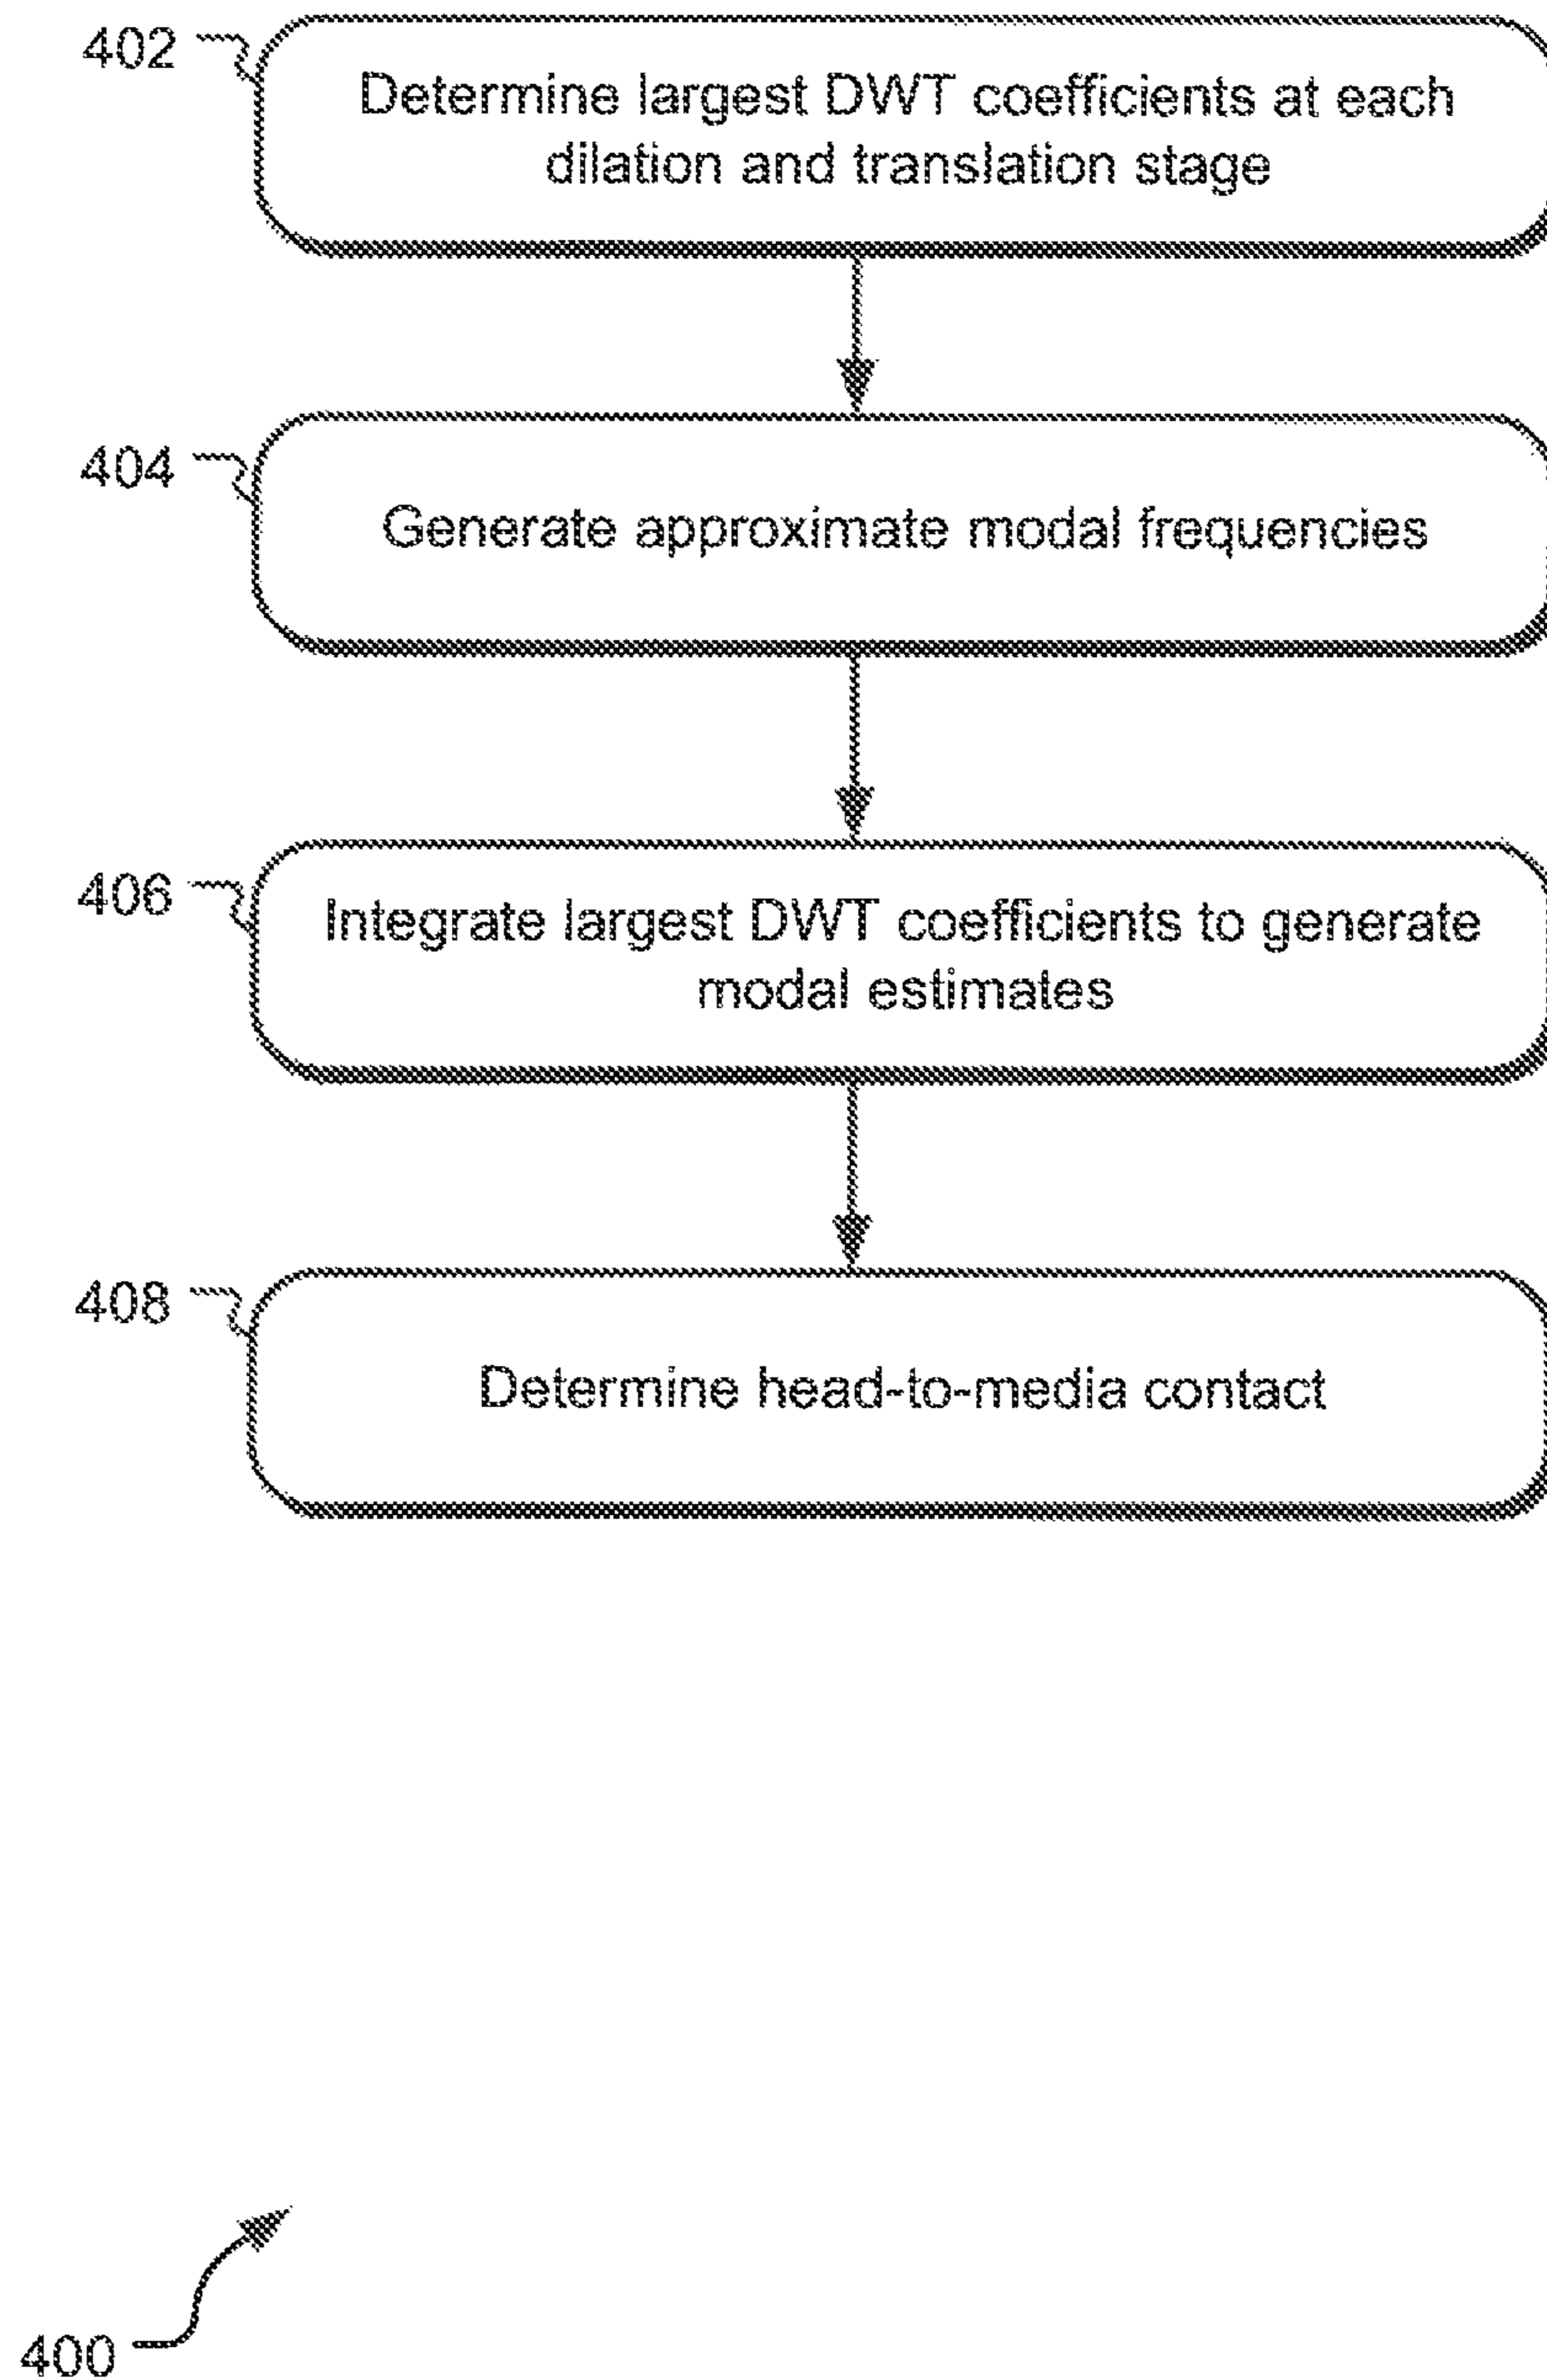 402
Determine largest DWT coefficients at each
dilation and translation stage
404
Generate approximate modal frequencies
406
Integrate largest DWT coefficients to generate
modal estimates
408
Determine head-to-media contact
400